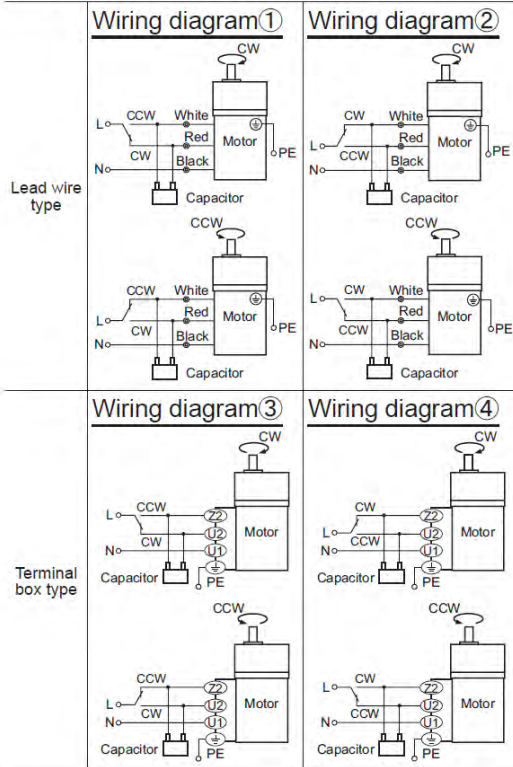 Wiring diagram①
Wiring diagram②
Lead wire
type
CW
CCW White
L
Red
CW
Motor
N
Black
PE
Capacitor
CW
CW White
L
Red
CCW
Motor
N
Black
PE
Capacitor
CCW
CCW White
L
Red
CW
Motor
N
Black
PE
Capacitor
CCW
CW White
L
Red
CCW
Motor
N
Black
PE
Capacitor
Wiring diagram③
Wiring diagram④
Terminal
box type
CW
CCW
L
Z2
U2
Motor
CW
N
U1
Capacitor
PE
CW
CW
Z2
L
U2
Motor
CCW
N
U1
Capacitor
PE
CCW
CCW
Z2
L
U2
Motor
CW
N
U1
Capacitor
PE
CCW
CW
L
Z2
U2
Motor
CCW
N
U1
Capacitor
PE